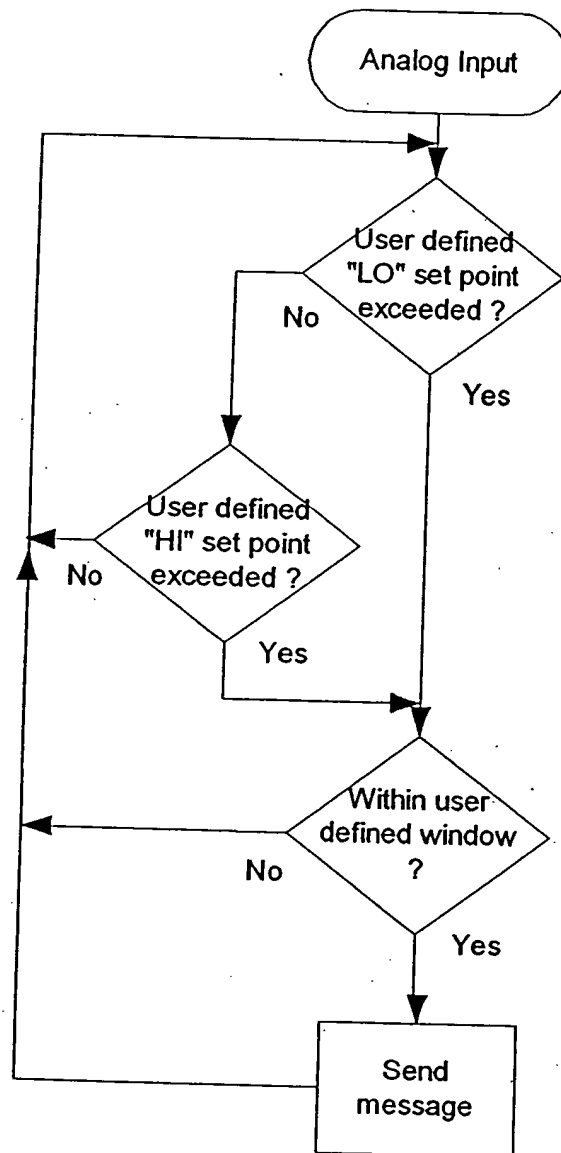 Analog Input
User defined
"LO" set point
exceeded ?
No
Yes
User defined
"HI" set point
exceeded ?
No
Yes
Within user
defined window
?
No
Yes
Send
message